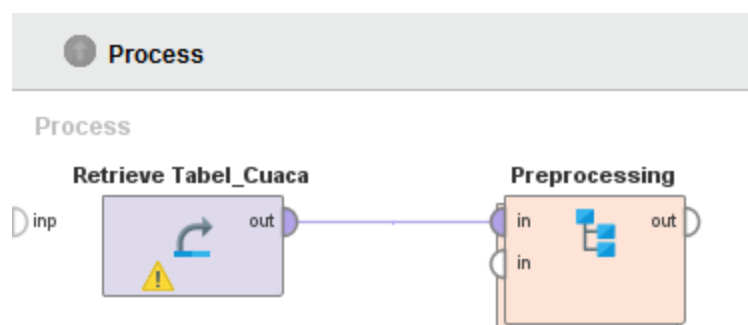 Process
Process
Retrieve Tabel_Cuaca
Preprocessing
inp
out
in
out
in